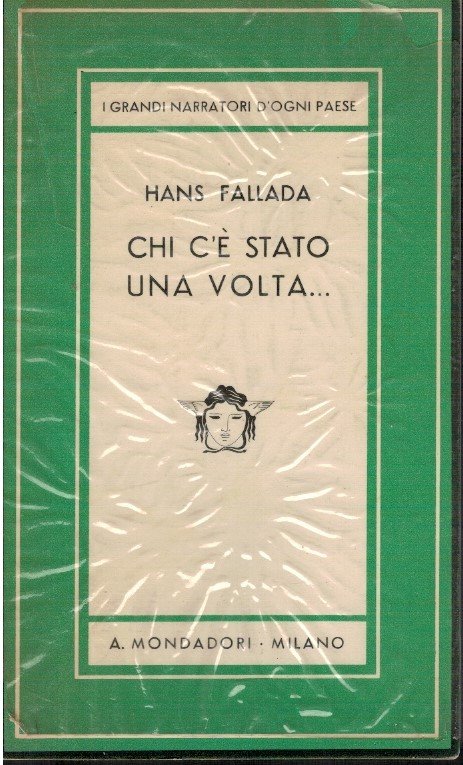 I GRANDI NARRATORI D'OGNI PAESE
HANS FALLADA
CHI C'È STATO
UNA VOLTA...
A. MONDADORI · MILANO